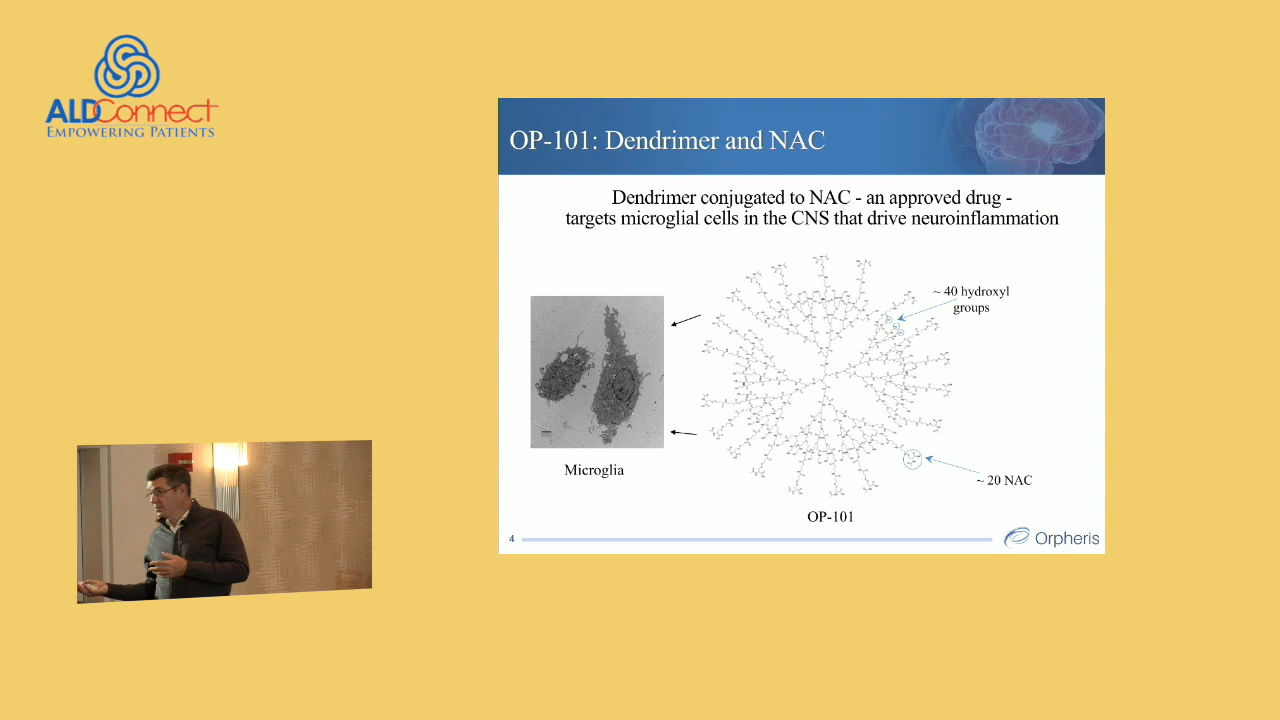 ALDConnect
EMPOWERING PATIENTS
OP-101: Dendrimer and NAC
Dendrimer conjugated to NAC - an approved drug -
targets microglial cells in the CNS that drive neuroinflammation
~ 40 hydroxyl
groups
Microglia
~ 20 NAC
OP-101
4
Orpheris